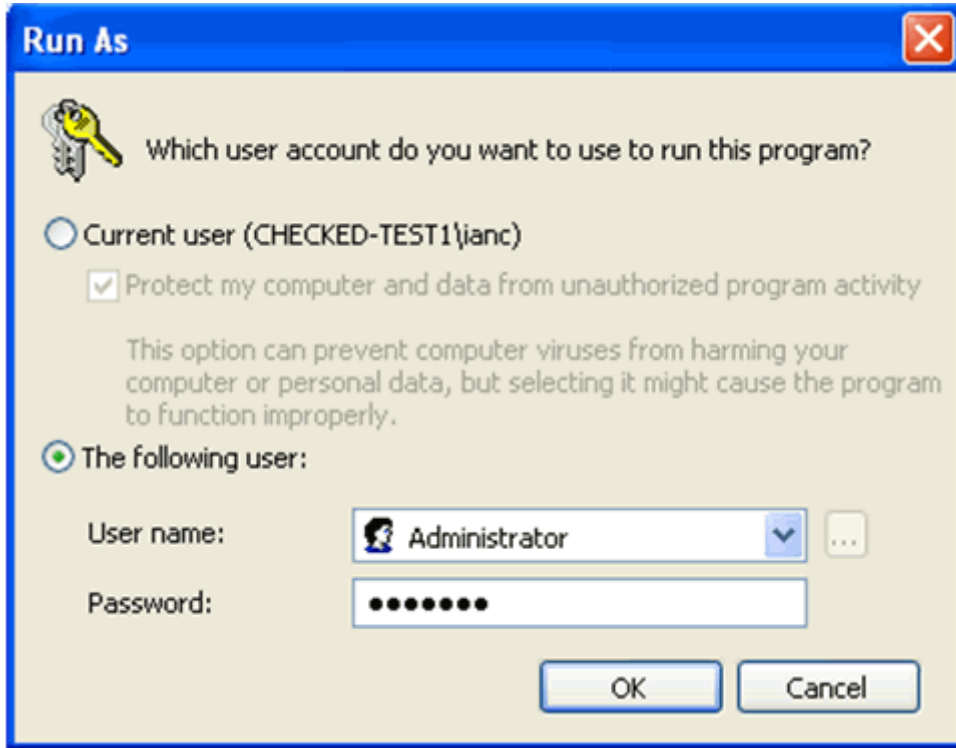 Run As
Which user account do you want to use to run this program?
Current user (CHECKED-TEST1\ianc)
Protect my computer and data from unauthorized program activity
This option can prevent computer viruses from harming your
computer or personal data, but selecting it might cause the program
to function improperly.
The following user:
User name:
Administrator
...
Password:
•••••••
OK
Cancel